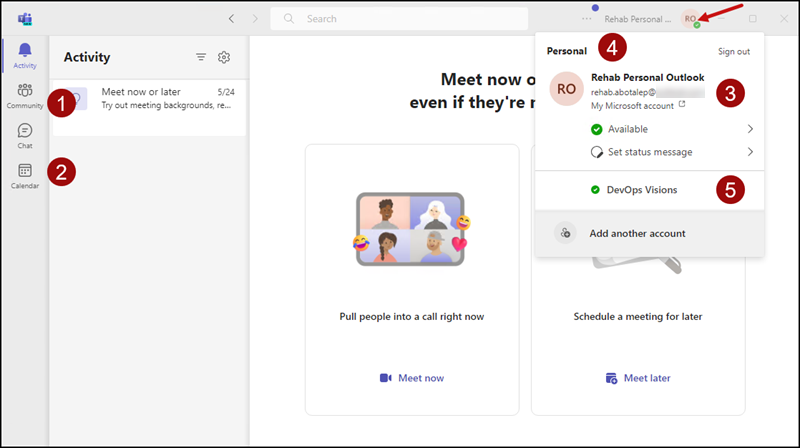 Search
Rehab Personal ...
RO
Activity
Community
Chat
Calendar
1
2
Activity
Meet now or later 5/24
Try out meeting backgrounds, re...
Meet now o
even if they're n
Pull people into a call right now
Meet now
Schedule a meeting for later
Meet later
Personal
4
Sign out
RO
Rehab Personal Outlook
rehab.abotalep@
3
My Microsoft account
Available
Set status message
DevOps Visions
5
Add another account